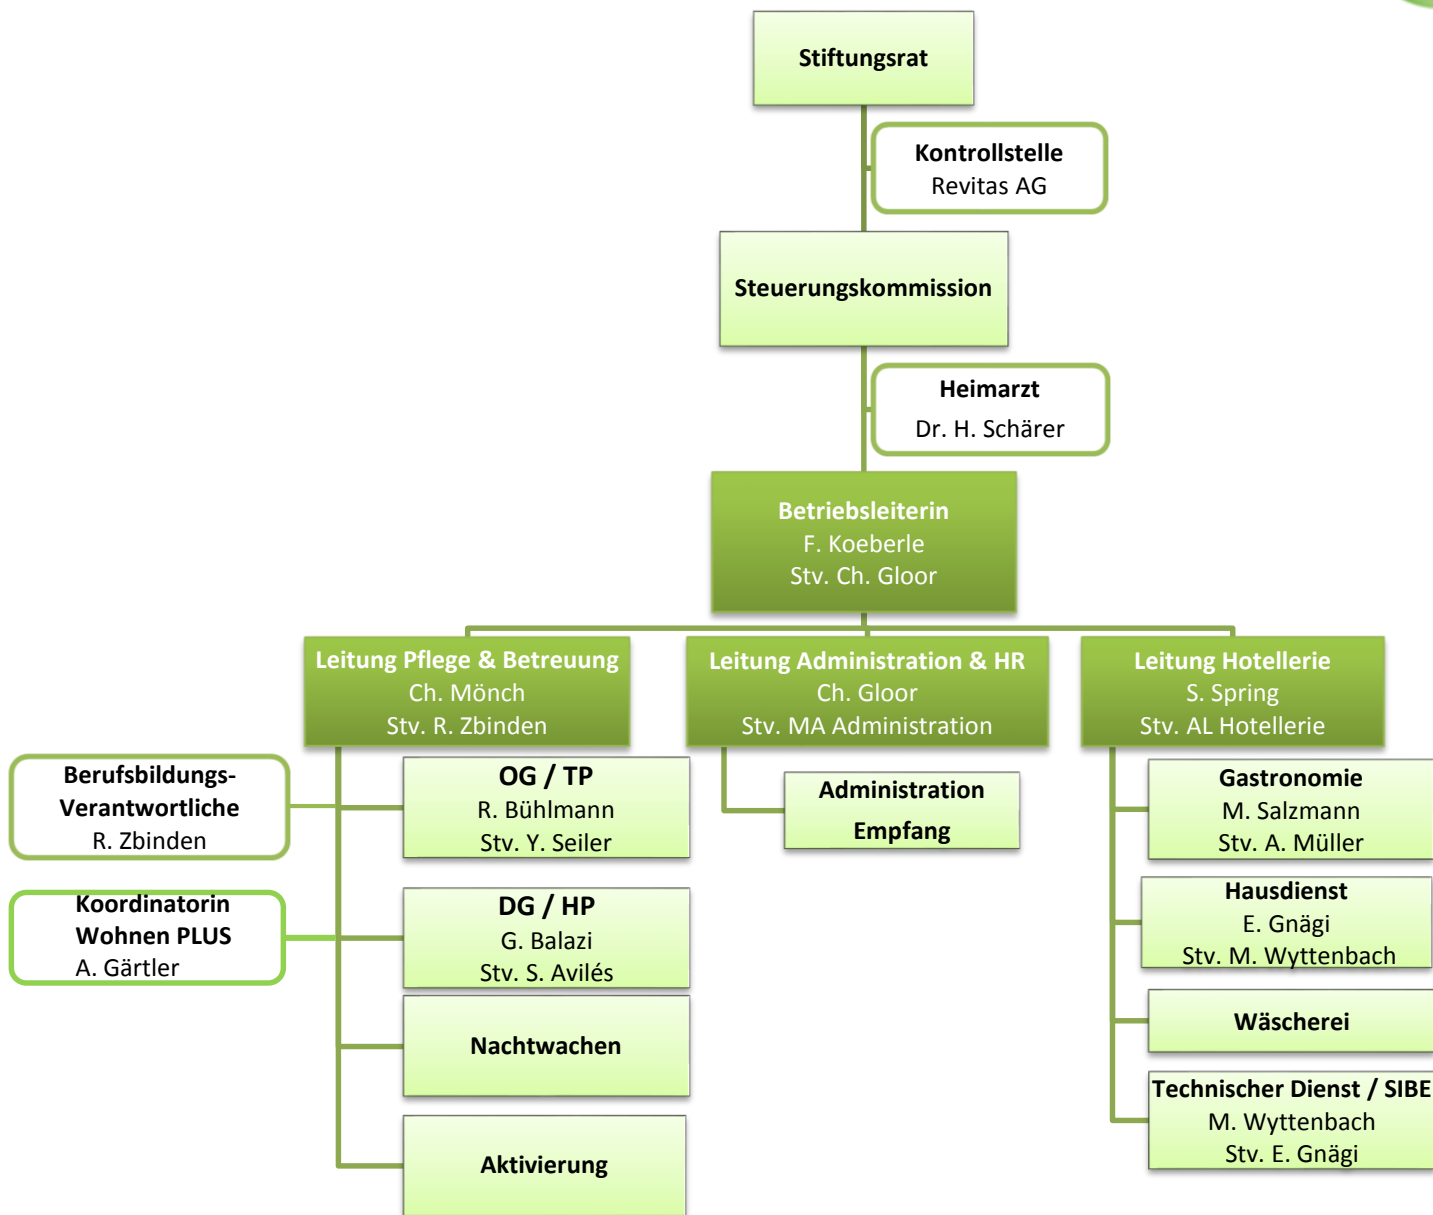 Stiftungsrat
Kontrollstelle
Revitas AG
Steuerungskommission
Heimarzt
Dr. H. Schärer
Betriebsleiterin
F. Koeberle
Stv. Ch. Gloor
Leitung Pflege & Betreuung
Ch. Mönch
Stv. R. Zbinden
Leitung Administration & HR
Ch. Gloor
Stv. MA Administration
Leitung Hotellerie
S. Spring
Stv. AL Hotellerie
Berufsbildungs-
Verantwortliche
R. Zbinden
OG / TP
R. Bühlmann
Stv. Y. Seiler
Administration
Empfang
Gastronomie
M. Salzmann
Stv. A. Müller
Koordinatorin
Wohnen PLUS
A. Gärtler
DG / HP
G. Balazi
Stv. S. Avilés
Hausdienst
E. Gnägi
Stv. M. Wyttenbach
Nachtwachen
Wäscherei
Aktivierung
Technischer Dienst / SIBE
M. Wyttenbach
Stv. E. Gnägi